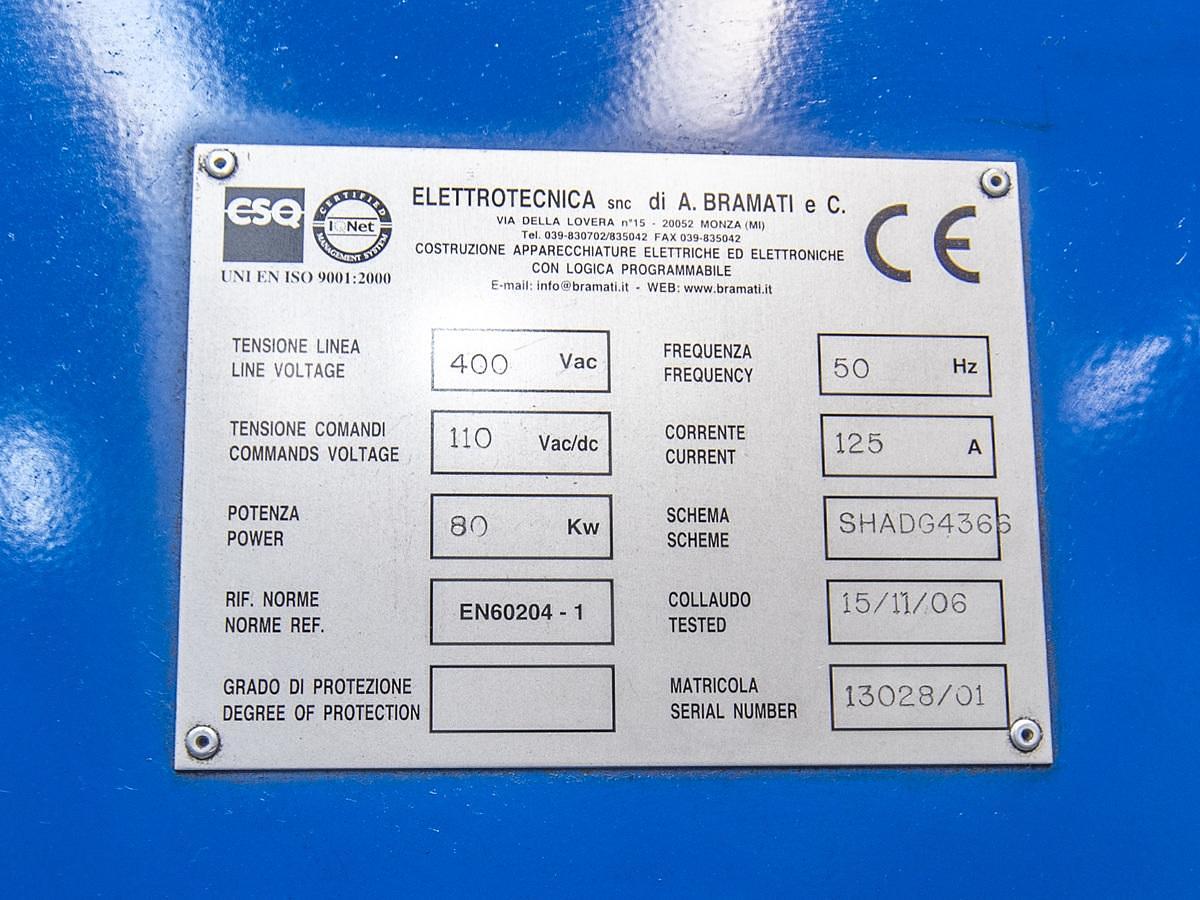 CSQ
CERTIFIED
IQNet
MANAGEMENT SYSTEM
UNI EN ISO 9001:2000
ELETTROTECNICA snc di A. BRAMATI e C.
VIA DELLA LOVERA n°15 - 20052 MONZA (MI)
Tel. 039-830702/835042 FAX 039-835042
COSTRUZIONE APPARECCHIATURE ELETTRICHE ED ELETTRONICHE
CON LOGICA PROGRAMMABILE
E-mail: info@bramati.it - WEB: www.bramati.it
CE
TENSIONE LINEA
LINE VOLTAGE
400 Vac
FREQUENZA
FREQUENCY
50 Hz
TENSIONE COMANDI
COMMANDS VOLTAGE
110 Vac/dc
CORRENTE
CURRENT
125 A
POTENZA
POWER
80 Kw
SCHEMA
SCHEME
SHADG4366
RIF. NORME
NORME REF.
EN60204 - 1
COLLAUDO
TESTED
15/11/06
GRADO DI PROTEZIONE
DEGREE OF PROTECTION
MATRICOLA
SERIAL NUMBER
13028/01